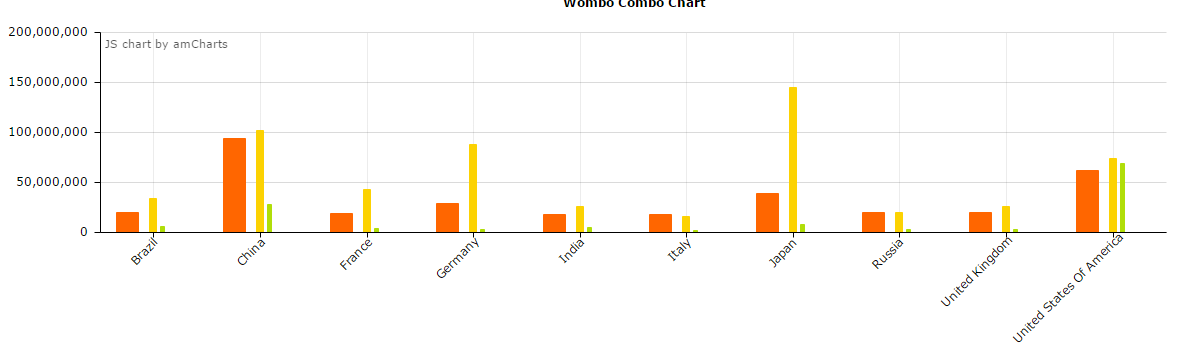 Wombo Combo Chart
200,000,000
JS chart by amCharts
150,000,000
100,000,000
50,000,000
0
Brazil
China
France
Germany
India
Italy
Japan
Russia
United Kingdom
United States Of America